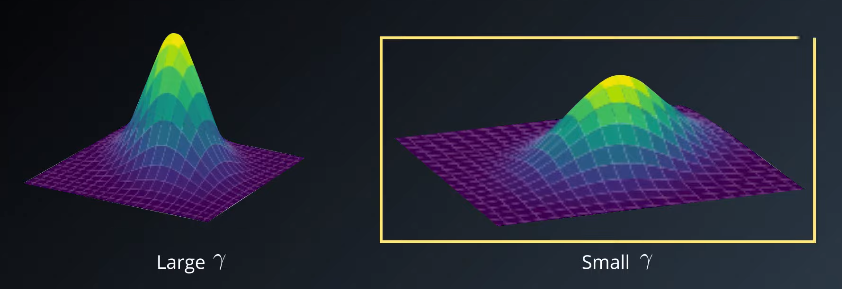 Large γ
Small γ